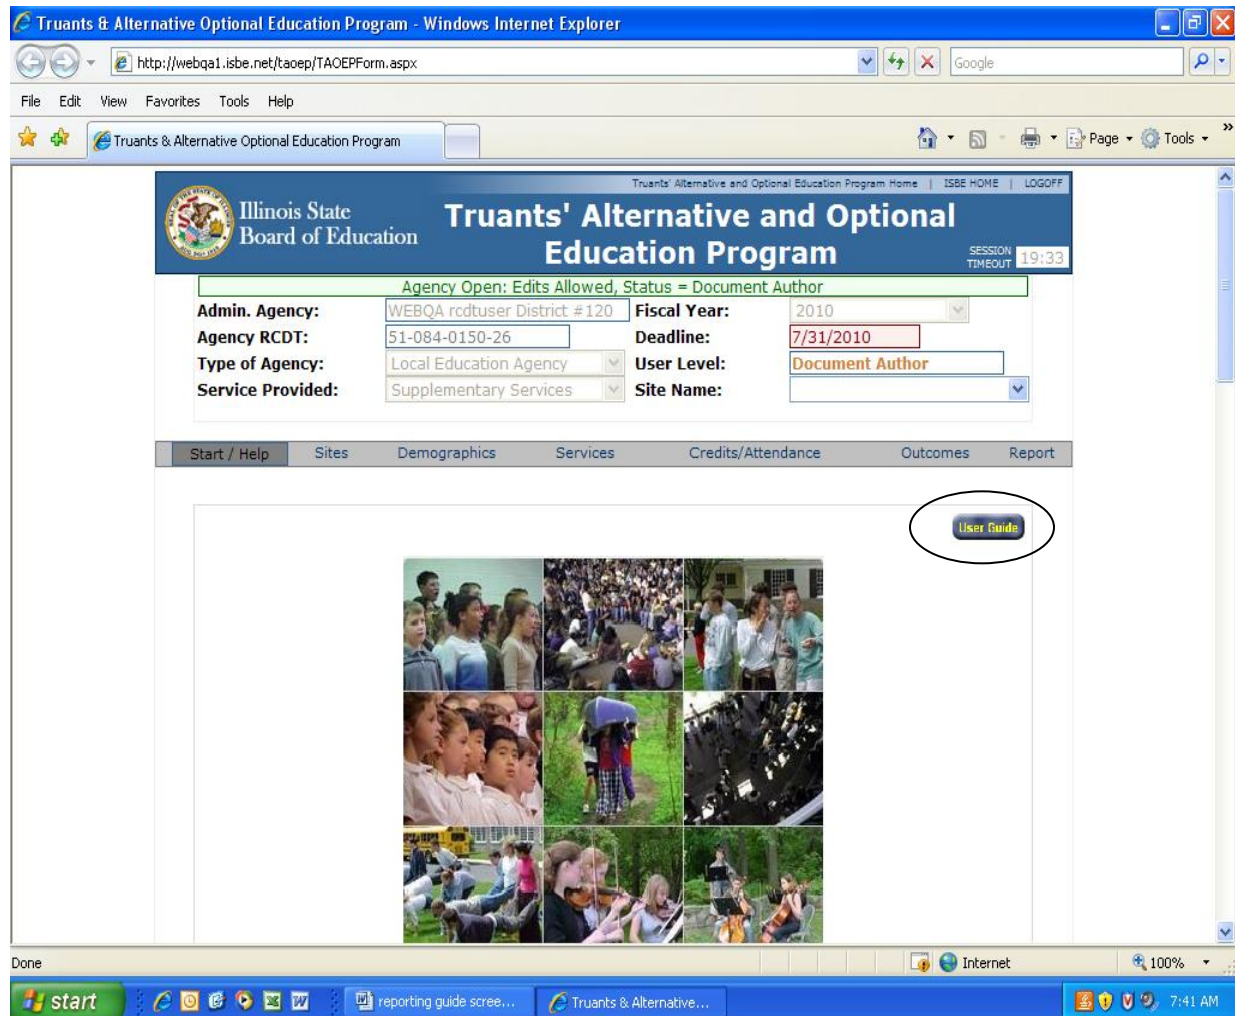 Truants & Alternative Optional Education Program - Windows Internet Explorer
http://webqa1.isbe.net/taoep/TAOEPForm.aspx
Google
File Edit View Favorites Tools Help
Truants & Alternative Optional Education Program
Page Tools »
Truants' Alternative and Optional Education Program Home | ISBE HOME | LOGOFF
Illinois State
Board of Education
Truants' Alternative and Optional
Education Program
SESSION
TIMEOUT 19:33
Agency Open: Edits Allowed, Status = Document Author
Admin. Agency: WEBQA rcdtuser District #120 Fiscal Year: 2010
Agency RCDT: 51-084-0150-26 Deadline: 7/31/2010
Type of Agency: Local Education Agency User Level: Document Author
Service Provided: Supplementary Services Site Name:
Start / Help Sites Demographics Services Credits/Attendance Outcomes Report
User Guide
Done Internet 100%
start reporting guide scree... Truants & Alternative... 7:41 AM